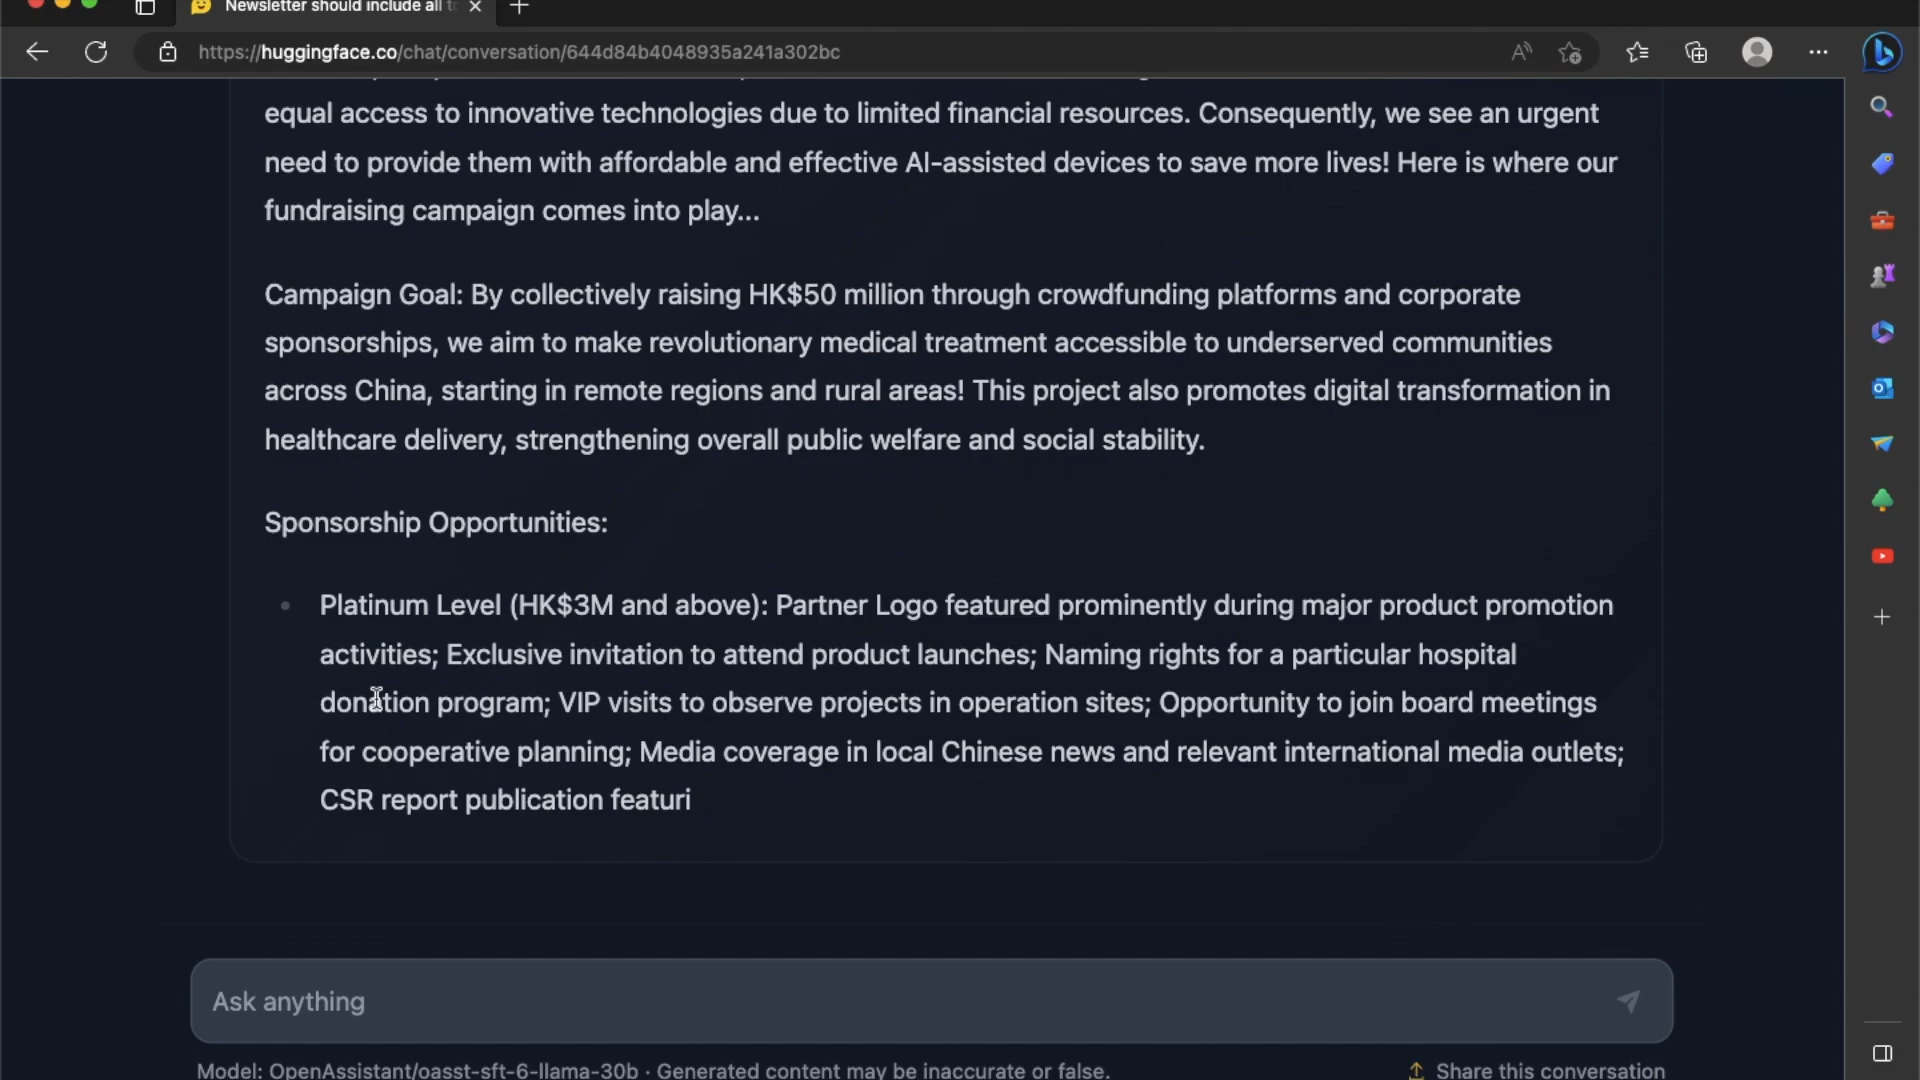 Newsletter should include all to
https://huggingface.co/chat/conversation/644d84b4048935a241a302bc
equal access to innovative technologies due to limited financial resources. Consequently, we see an urgent
need to provide them with affordable and effective AI-assisted devices to save more lives! Here is where our
fundraising campaign comes into play...
Campaign Goal: By collectively raising HK$50 million through crowdfunding platforms and corporate
sponsorships, we aim to make revolutionary medical treatment accessible to underserved communities
across China, starting in remote regions and rural areas! This project also promotes digital transformation in
healthcare delivery, strengthening overall public welfare and social stability.
Sponsorship Opportunities:
Platinum Level (HK$3M and above): Partner Logo featured prominently during major product promotion
activities; Exclusive invitation to attend product launches; Naming rights for a particular hospital
donation program; VIP visits to observe projects in operation sites; Opportunity to join board meetings
for cooperative planning; Media coverage in local Chinese news and relevant international media outlets;
CSR report publication featuri
Ask anything
Model: OpenAssistant/oasst-sft-6-llama-30b · Generated content may be inaccurate or false.
Share this conversation